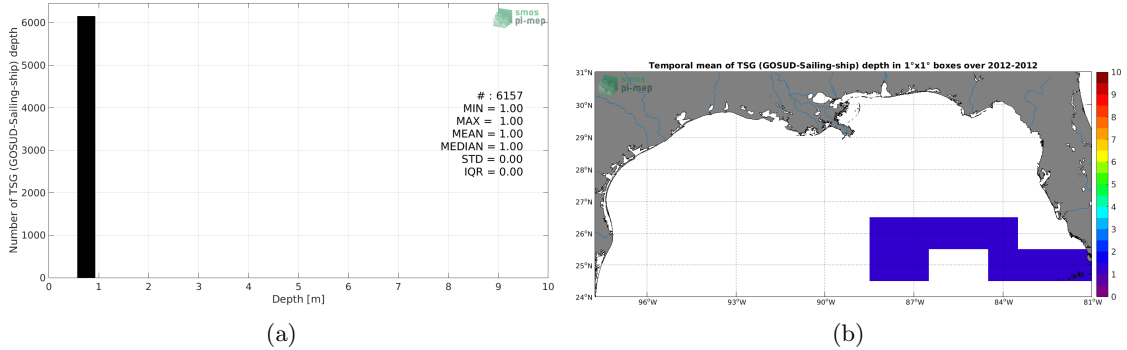 6000
5000
4000
3000
2000
1000
0
Number of TSG (GOSUD-Sailing-ship) depth
smos
pi-mep
# : 6157
MIN = 1.00
MAX = 1.00
MEAN = 1.00
MEDIAN = 1.00
STD = 0.00
IQR = 0.00
0 1 2 3 4 5 6 7 8 9 10
Depth [m]
(a)
Temporal mean of TSG (GOSUD-Sailing-ship) depth in 1°x1° boxes over 2012-2012
smos
pi-mep
31°N
30°N
29°N
28°N
27°N
26°N
25°N
24°N
96°W 93°W 90°W 87°W 84°W 81°W
10
9
8
7
6
5
4
3
2
1
0
(b)